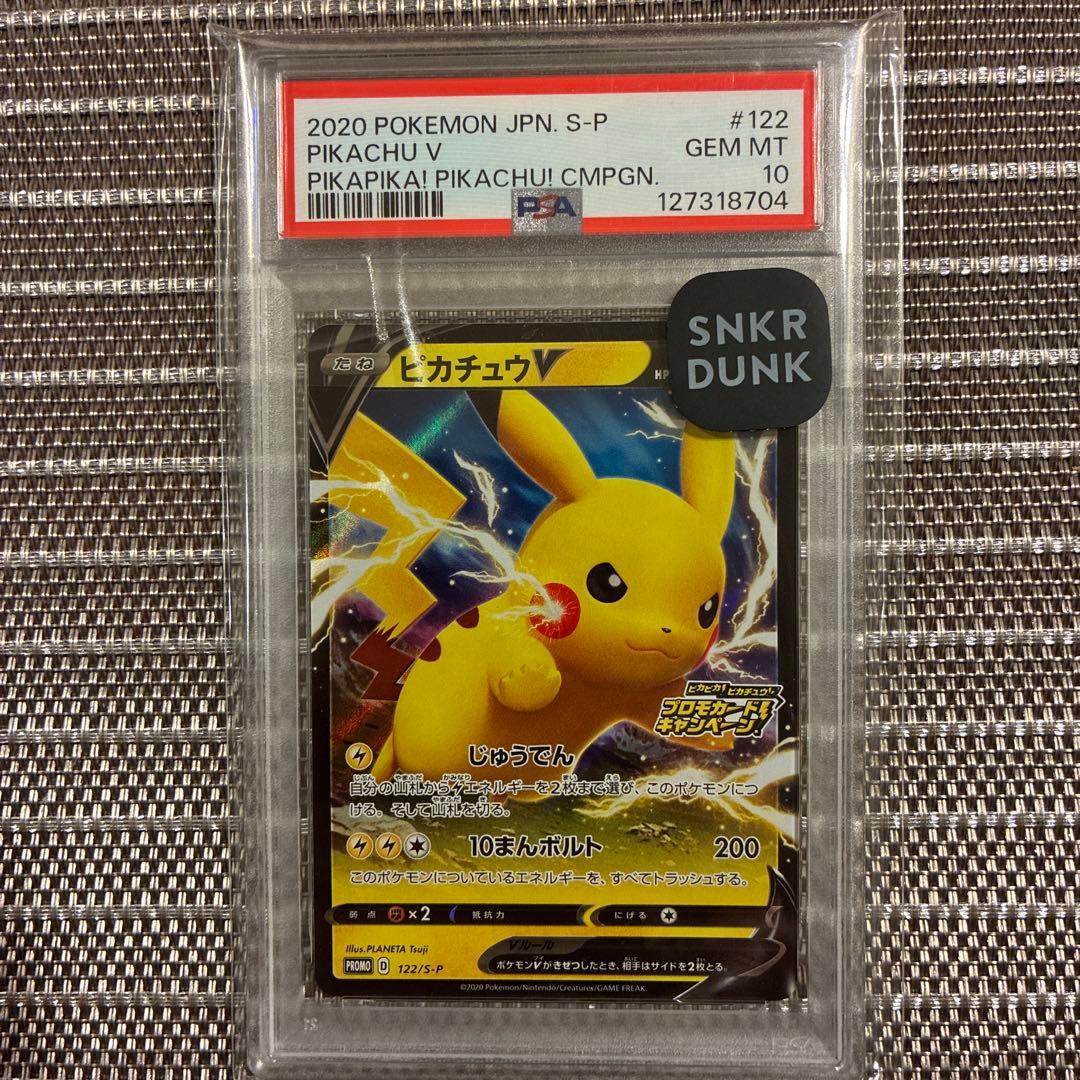 2020 POKEMON JPN. S-P #122
PIKACHU V GEM MT
PIKAPIKA! PIKACHU! CMPGN. 10
PSA 127318704
SNKR
DUNK
たね ピカチュウV HP
ピカピカ! ピカチュウ!
プロモカード
キャンペーン!
じゅうでん
自分の山札からエネルギーを2枚まで選び、このポケモンにつ
ける。そして山札を切る。
10まんボルト 200
このポケモンについているエネルギーを、すべてトラッシュする。
弱点 ×2 抵抗力 にげる
Illus.PLANETA Tsuji
Vルール
PROMO D 122/S-P
ポケモンVがきぜつしたとき、相手はサイドを2枚とる。
©2020 Pokémon/Nintendo/Creatures/GAME FREAK.